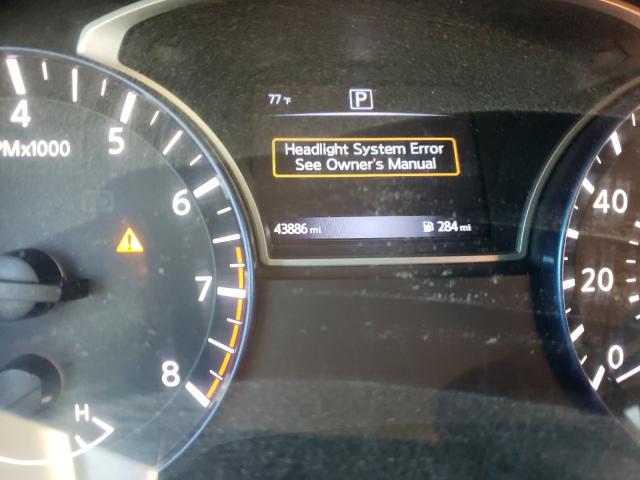 77°F P
Headlight System Error
See Owner's Manual
43886 mi 284 mi
4
5
PMx1000
6
7
8
H
40
20
0